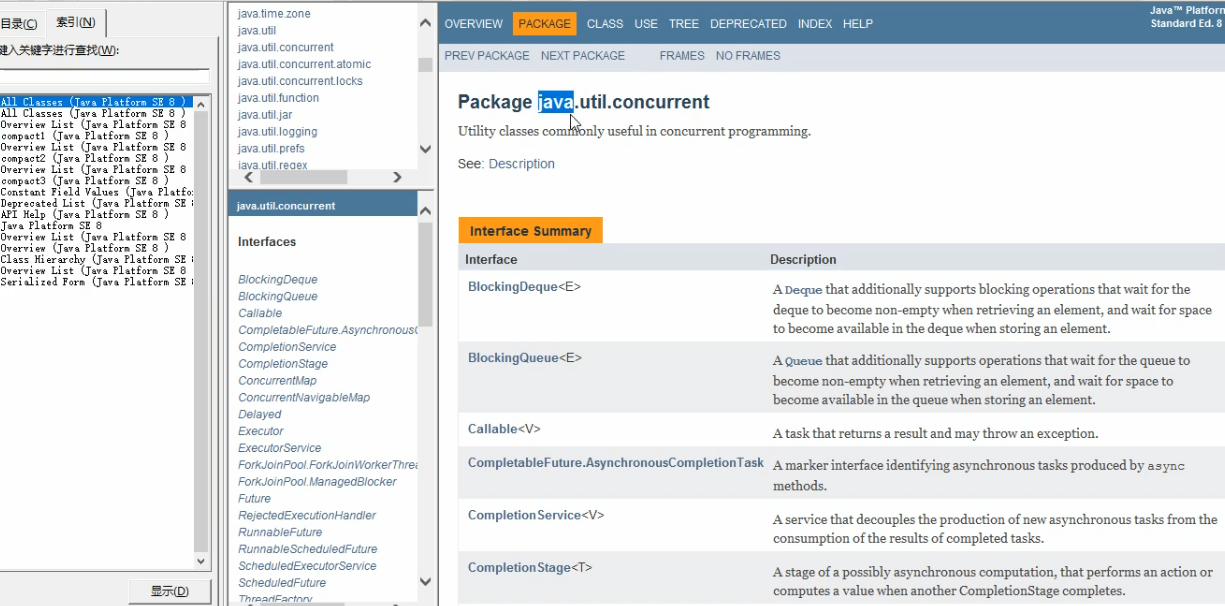 目录(C)
索引(N)
键入关键字进行查找(W):
All Classes (Java Platform SE 8 )
All Classes (Java Platform SE 8 )
Overview List (Java Platform SE 8
compact1 (Java Platform SE 8 )
Overview List (Java Platform SE 8
compact2 (Java Platform SE 8 )
Overview List (Java Platform SE 8
compact3 (Java Platform SE 8 )
Constant Field Values (Java Platfo
Deprecated List (Java Platform SE
API Help (Java Platform SE 8 )
Java Platform SE 8
Overview List (Java Platform SE 8
Overview (Java Platform SE 8 )
Class Hierarchy (Java Platform SE
Overview List (Java Platform SE 8
Serialized Form (Java Platform SE
显示(D)
java.time.zone
java.util
java.util.concurrent
java.util.concurrent.atomic
java.util.concurrent.locks
java.util.function
java.util.jar
java.util.logging
java.util.prefs
java.util.regex
java.util.concurrent
Interfaces
BlockingDeque
BlockingQueue
Callable
CompletableFuture.Asynchronous
CompletionService
CompletionStage
ConcurrentMap
ConcurrentNavigableMap
Delayed
Executor
ExecutorService
ForkJoinPool.ForkJoinWorkerThrea
ForkJoinPool.ManagedBlocker
Future
RejectedExecutionHandler
RunnableFuture
RunnableScheduledFuture
ScheduledExecutorService
ScheduledFuture
ThreadFactory
OVERVIEW PACKAGE CLASS USE TREE DEPRECATED INDEX HELP
Java™ Platform
Standard Ed. 8
PREV PACKAGE NEXT PACKAGE FRAMES NO FRAMES
Package java.util.concurrent
Utility classes commonly useful in concurrent programming.
See: Description
Interface Summary
Interface Description
BlockingDeque<E>
A Deque that additionally supports blocking operations that wait for the
deque to become non-empty when retrieving an element, and wait for space
to become available in the deque when storing an element.
BlockingQueue<E>
A Queue that additionally supports operations that wait for the queue to
become non-empty when retrieving an element, and wait for space to
become available in the queue when storing an element.
Callable<V>
A task that returns a result and may throw an exception.
CompletableFuture.AsynchronousCompletionTask
A marker interface identifying asynchronous tasks produced by async
methods.
CompletionService<V>
A service that decouples the production of new asynchronous tasks from the
consumption of the results of completed tasks.
CompletionStage<T>
A stage of a possibly asynchronous computation, that performs an action or
computes a value when another CompletionStage completes.